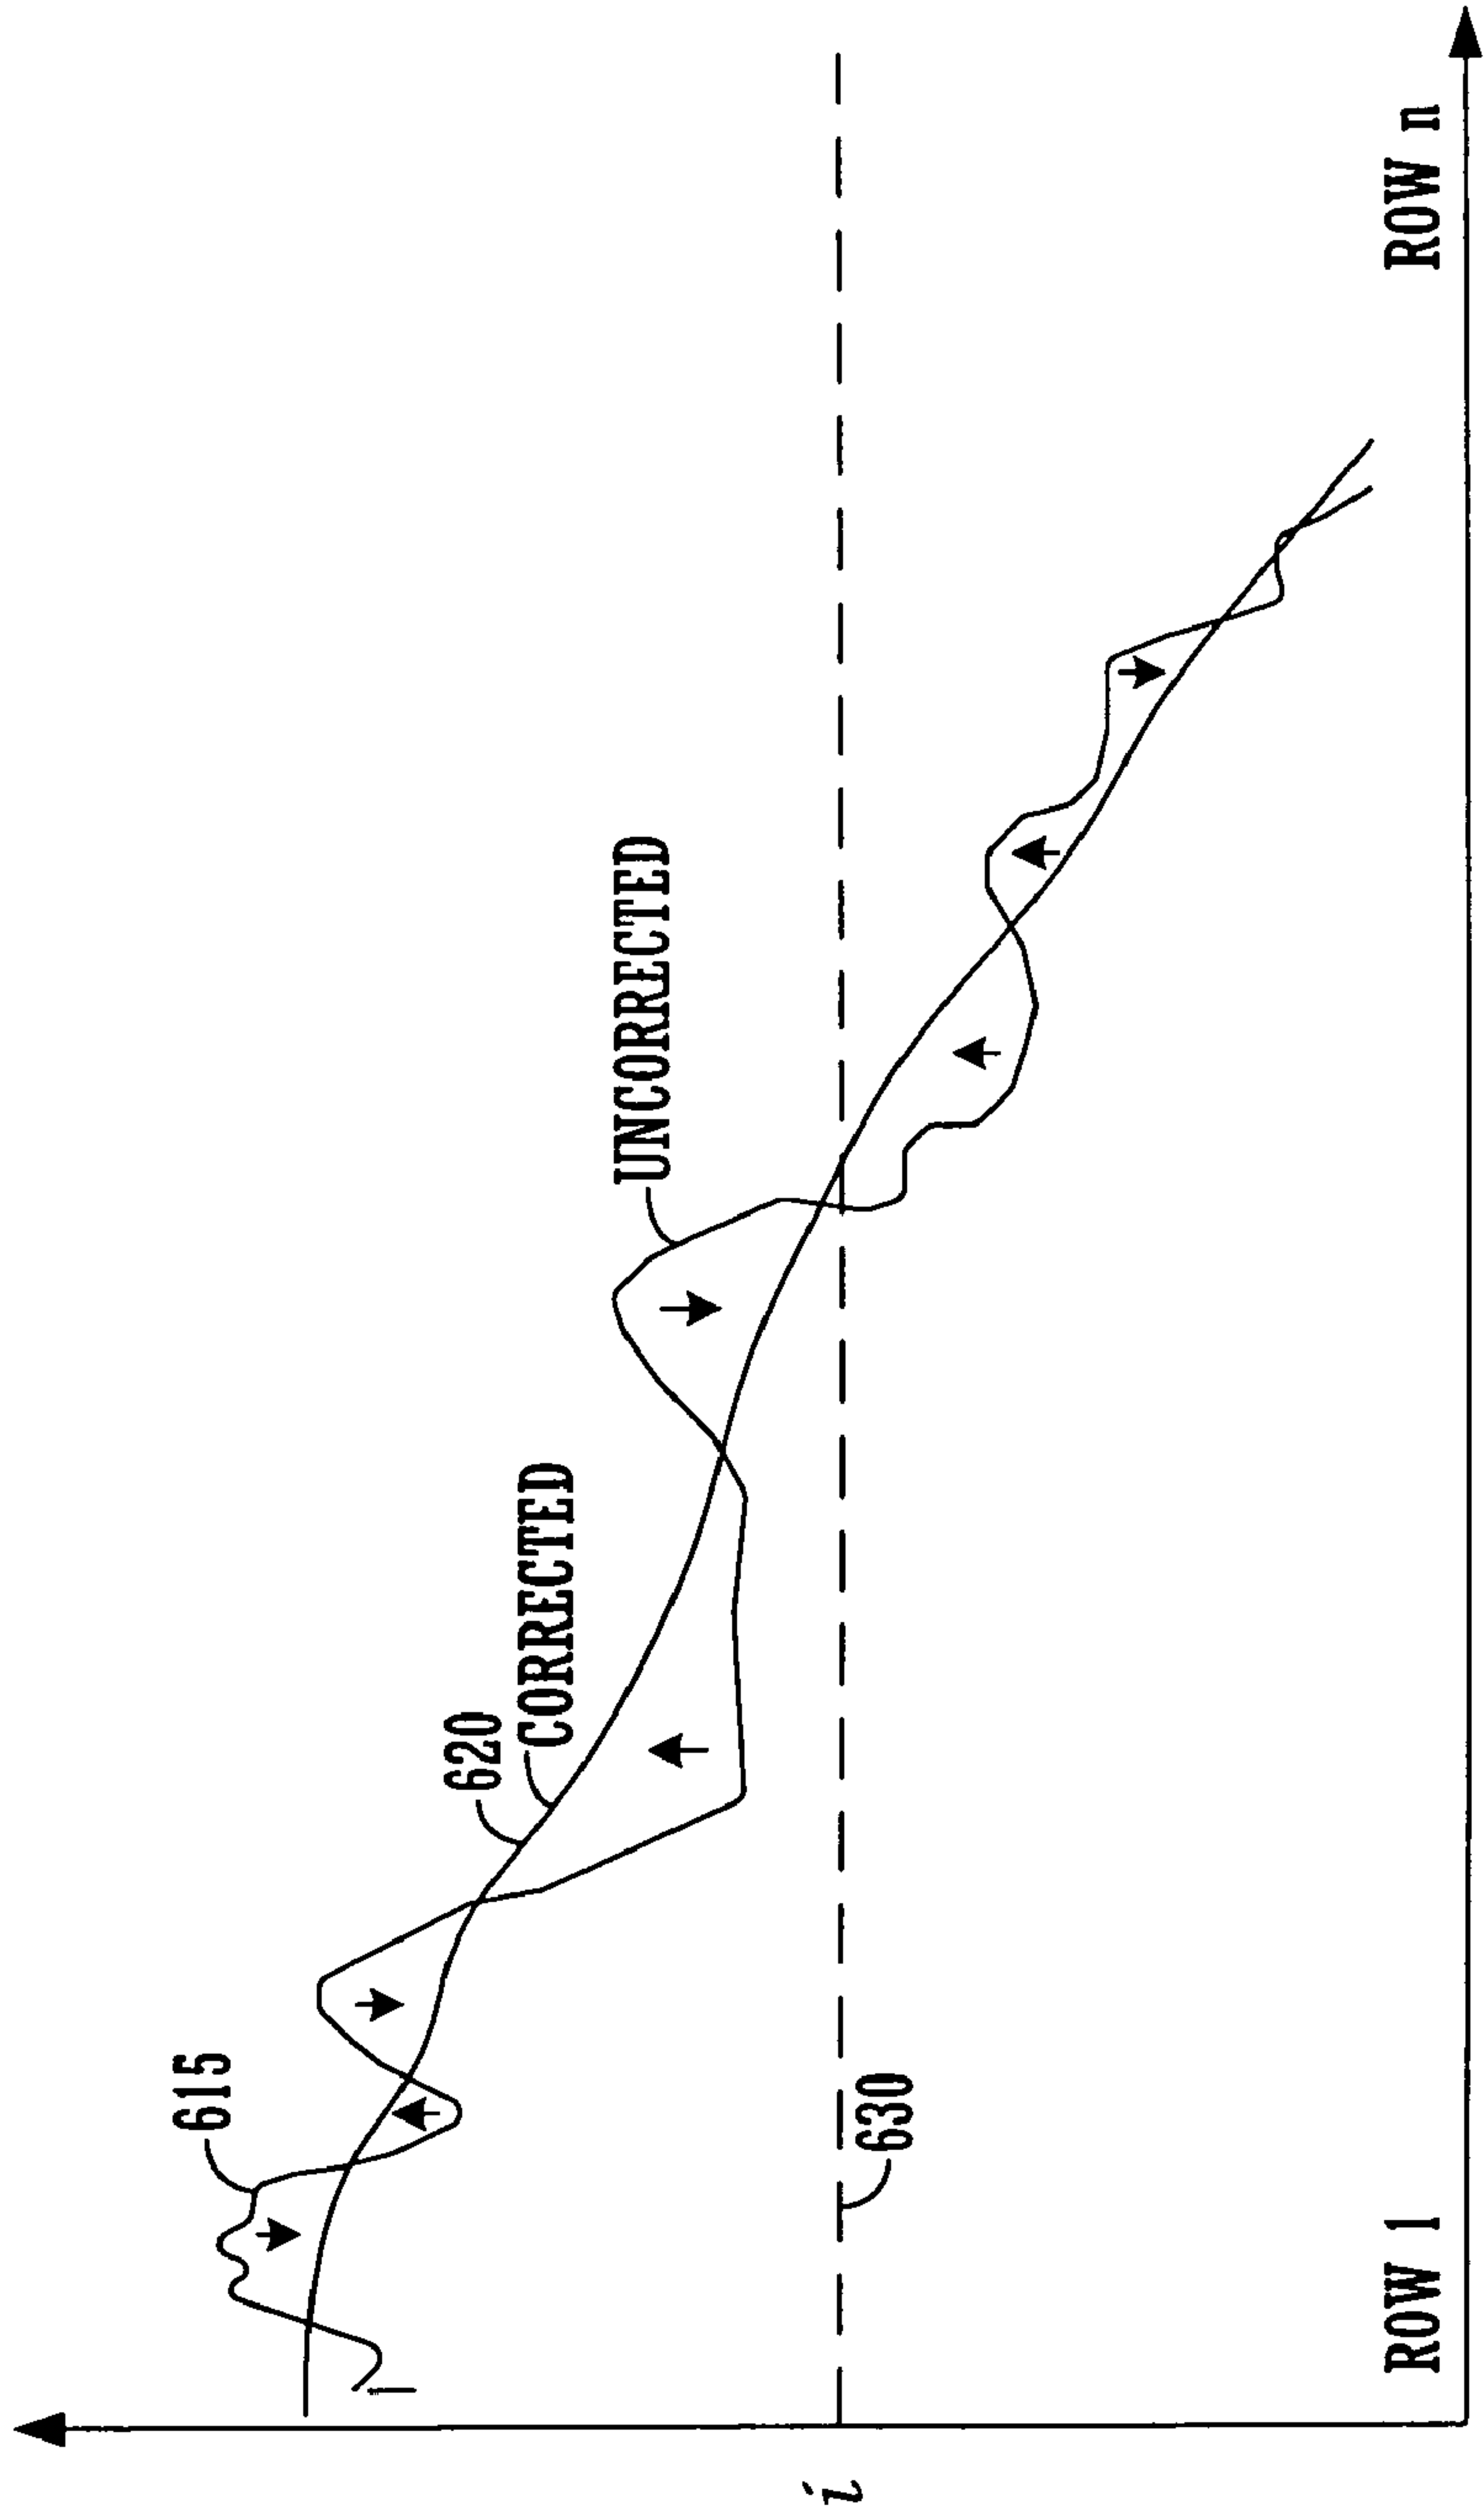 615
620
CORRECTED
UNCORRECTED
630
i
ROW 1
ROW n